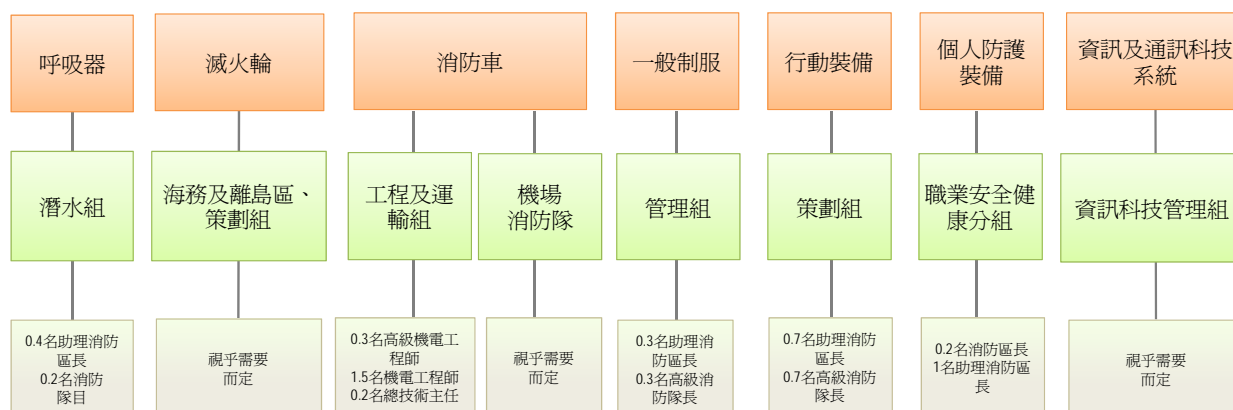 呼吸器
滅火輪
消防車
一般制服
行動裝備
個人防護
裝備
資訊及通訊科技
系統
潛水組
海務及離島區、
策劃組
工程及運
輸組
機場
消防隊
管理組
策劃組
職業安全健
康分組
資訊科技管理組
0.4名助理消防
區長
0.2名消防
隊目
視乎需要
而定
0.3名高級機電工
程師
1.5名機電工程師
0.2名總技術主任
視乎需要
而定
0.3名助理消
防區長
0.3名高級消
防隊長
0.7名助理消
防區長
0.7名高級消防
隊長
0.2名消防區長
1名助理消防區
長
視乎需要
而定